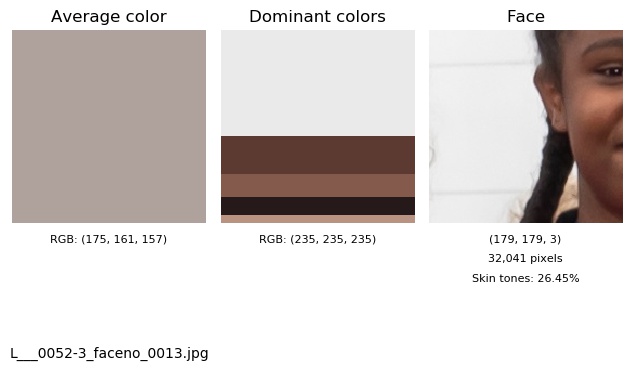 Average color
Dominant colors
Face
RGB: (175, 161, 157)
RGB: (235, 235, 235)
(179, 179, 3)
32,041 pixels
Skin tones: 26.45%
L___0052-3_faceno_0013.jpg